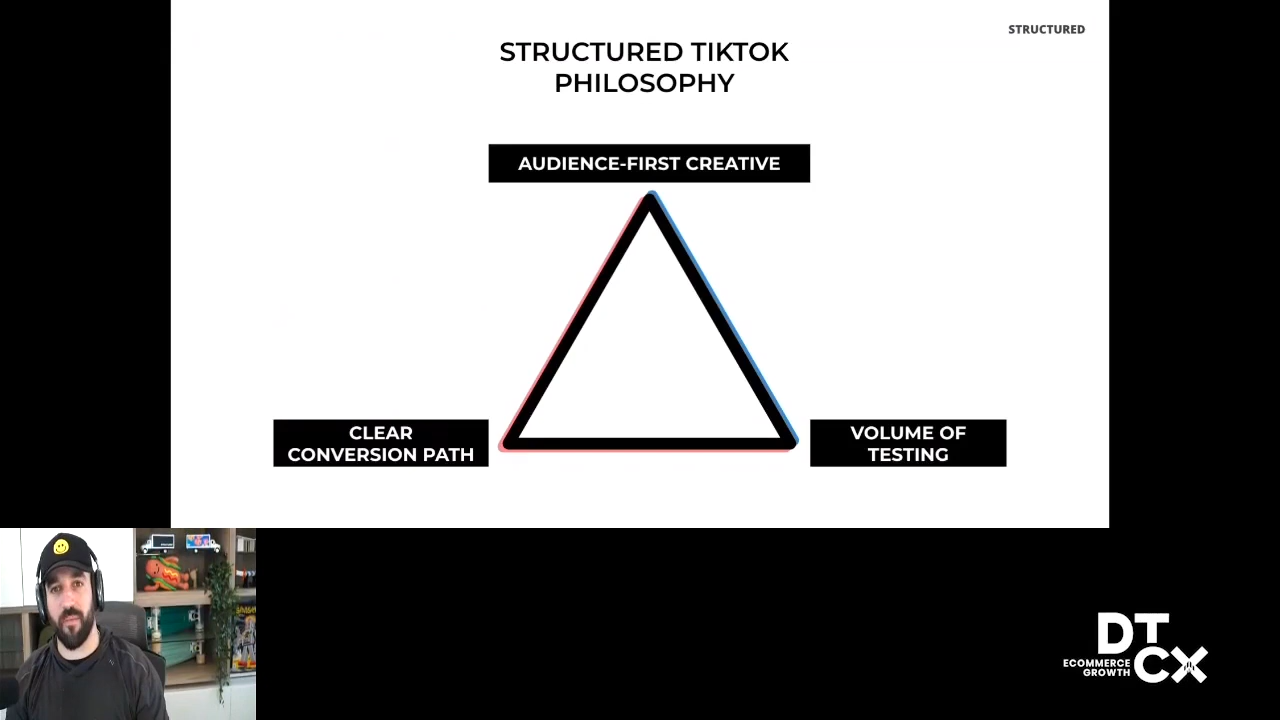 STRUCTURED
STRUCTURED TIKTOK
PHILOSOPHY
AUDIENCE-FIRST CREATIVE
CLEAR
CONVERSION PATH
VOLUME OF
TESTING
DT
CX
ECOMMERCE
GROWTH